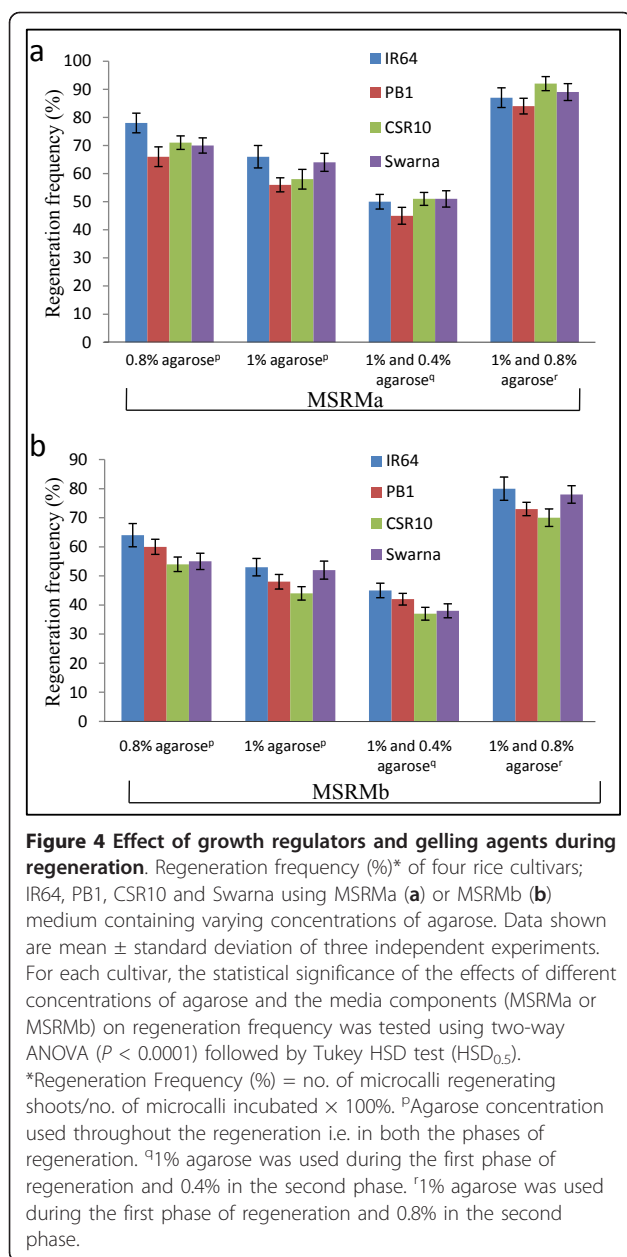 a
Regeneration frequency (%)
100
90
80
70
60
50
40
30
20
10
0
IR64
PB1
CSR10
Swarna
0.8% agaroseᵖ
1% agaroseᵖ
1% and 0.4%
agarose^q
1% and 0.8%
agaroseʳ
MSRMa
b
Regeneration frequency (%)
90
80
70
60
50
40
30
20
10
0
IR64
PB1
CSR10
Swarna
0.8% agaroseᵖ
1% agaroseᵖ
1% and 0.4%
agarose^q
1% and 0.8%
agaroseʳ
MSRMb
Figure 4 Effect of growth regulators and gelling agents during
regeneration. Regeneration frequency (%)* of four rice cultivars;
IR64, PB1, CSR10 and Swarna using MSRMa (a) or MSRMb (b)
medium containing varying concentrations of agarose. Data shown
are mean ± standard deviation of three independent experiments.
For each cultivar, the statistical significance of the effects of different
concentrations of agarose and the media components (MSRMa or
MSRMb) on regeneration frequency was tested using two-way
ANOVA (P < 0.0001) followed by Tukey HSD test (HSD₀.₅).
*Regeneration Frequency (%) = no. of microcalli regenerating
shoots/no. of microcalli incubated × 100%. ᵖAgarose concentration
used throughout the regeneration i.e. in both the phases of
regeneration. ^q1% agarose was used during the first phase of
regeneration and 0.4% in the second phase. ʳ1% agarose was used
during the first phase of regeneration and 0.8% in the second
phase.